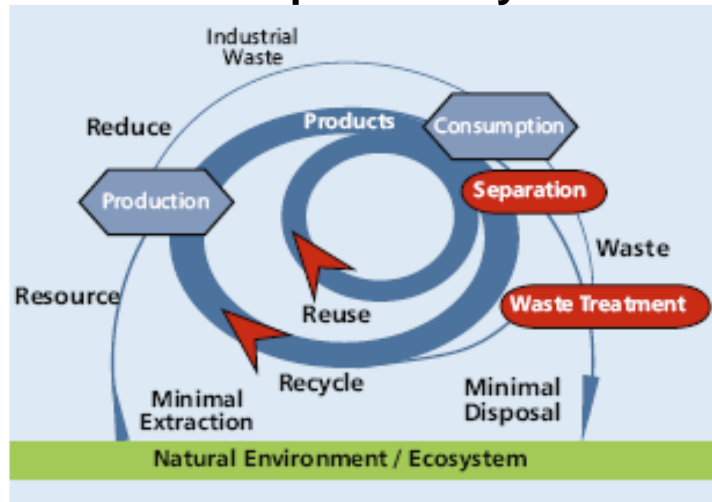 Industrial
Waste
Products
Consumption
Reduce
Separation
Production
Waste
Resource
Waste Treatment
Reuse
Recycle
Minimal
Extraction
Minimal
Disposal
Natural Environment / Ecosystem